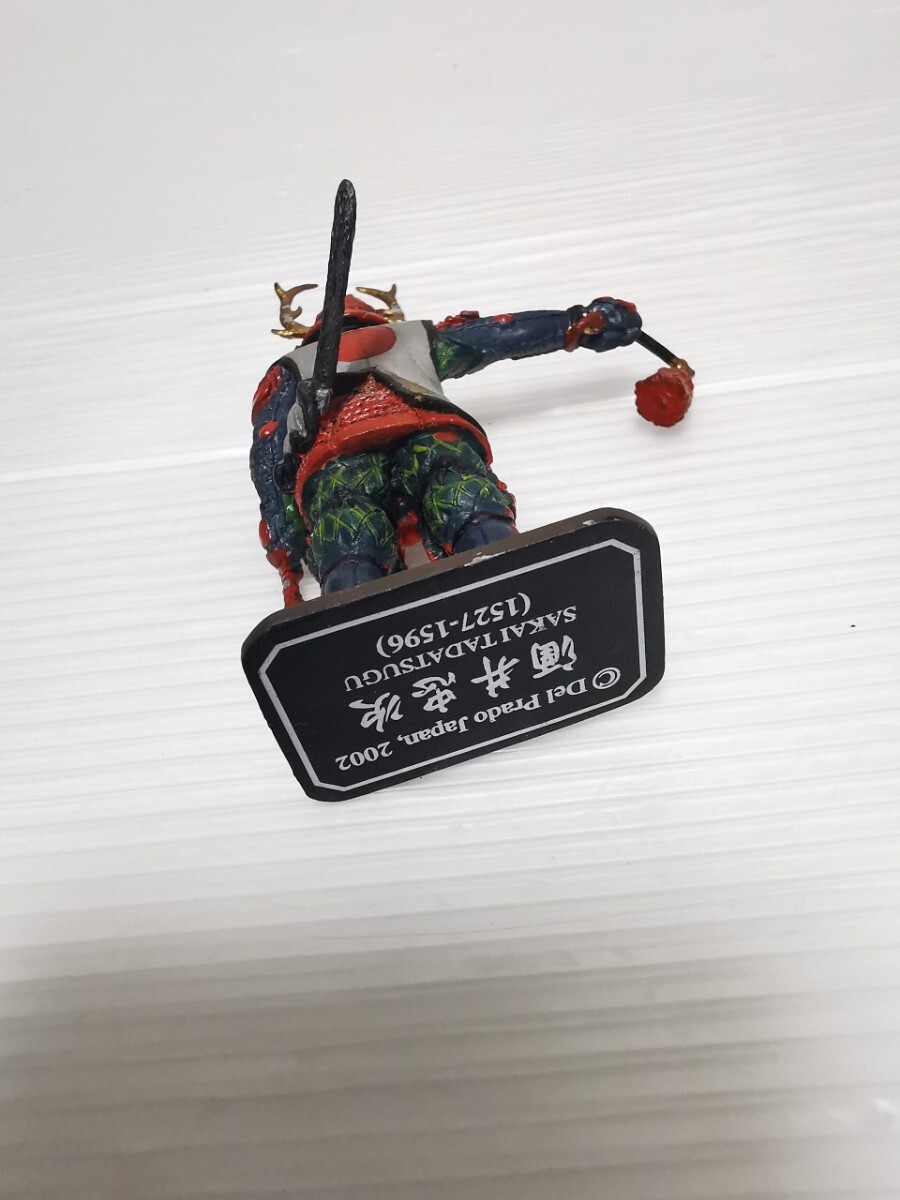 酒井忠次
SAKAI TADATSUGU
(1527-1596)
© Del Prado Japan, 2002